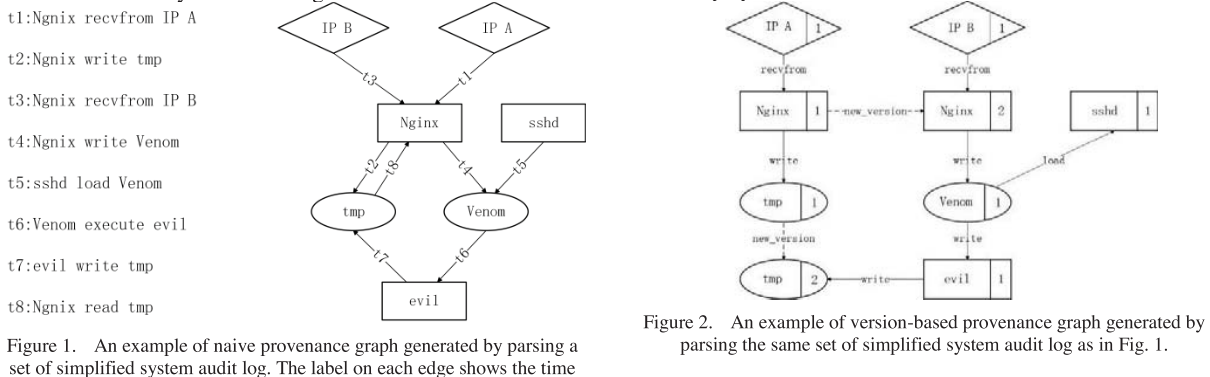 t1:Ngnix recvfrom IP A
t2:Ngnix write tmp
t3:Ngnix recvfrom IP B
t4:Ngnix write Venom
t5:sshd load Venom
t6:Venom execute evil
t7:evil write tmp
t8:Ngnix read tmp
IP B
IP A
t3
t1
Nginx
sshd
t2
t8
t4
t5
tmp
Venom
t7
t6
evil
Figure 1. An example of naive provenance graph generated by parsing a
set of simplified system audit log. The label on each edge shows the time
IP A 1
IP B 1
recvfrom
recvfrom
Nginx 1
new_version
Nginx 2
sshd 1
write
write
load
tmp 1
Venom 1
new_version
write
tmp 2
write
evil 1
Figure 2. An example of version-based provenance graph generated by
parsing the same set of simplified system audit log as in Fig. 1.